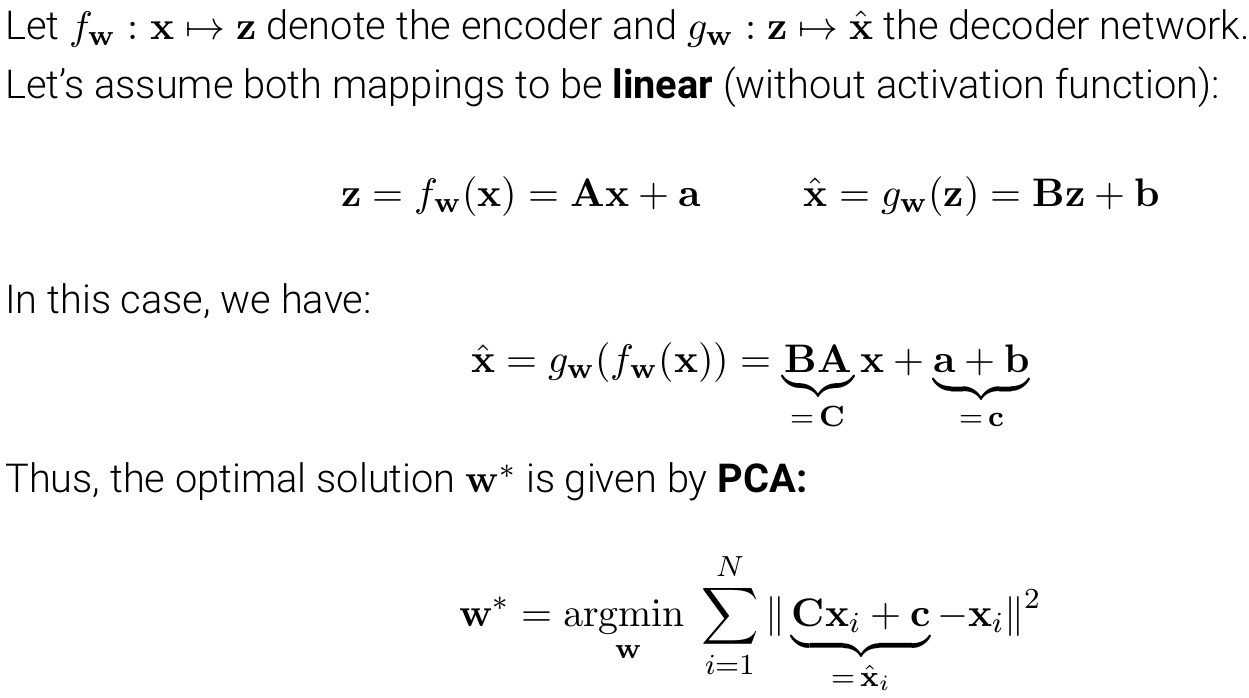 Let f_w : x ↦ z denote the encoder and g_w : z ↦ x̂ the decoder network.
Let's assume both mappings to be linear (without activation function):
z = f_w(x) = Ax + a    x̂ = g_w(z) = Bz + b
In this case, we have:
x̂ = g_w(f_w(x)) = BA x + a + b
= C    = c
Thus, the optimal solution w* is given by PCA:
w* = argmin_w ∑_{i=1}^{N} ‖ Cx_i + c − x_i ‖²
= x̂_i